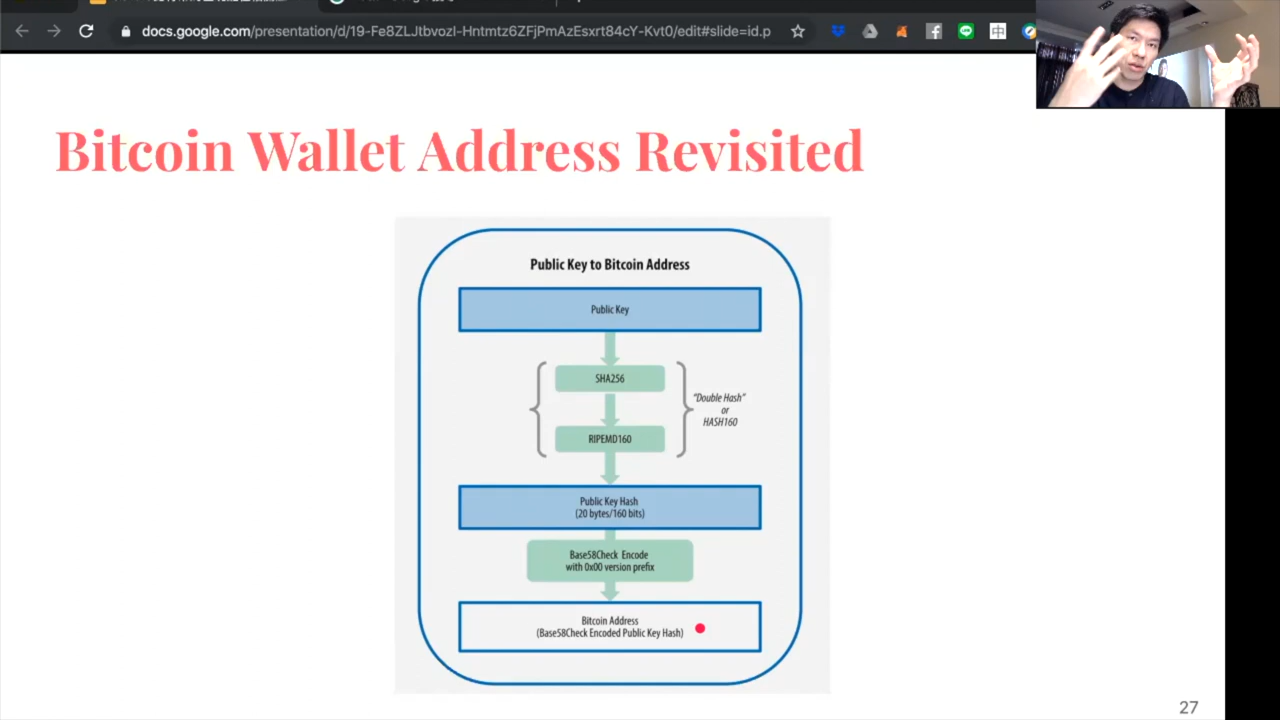 docs.google.com/presentation/d/19-Fe8ZLJtbvozI-Hntmtz6ZFjPmAzEsxrt84cY-Kvt0/edit#slide=id.p
中
Bitcoin Wallet Address Revisited
Public Key to Bitcoin Address
Public Key
SHA256
"Double Hash"
or
HASH160
RIPEMD160
Public Key Hash
(20 bytes/160 bits)
Base58Check Encode
with 0x00 version prefix
Bitcoin Address
(Base58Check Encoded Public Key Hash)
27